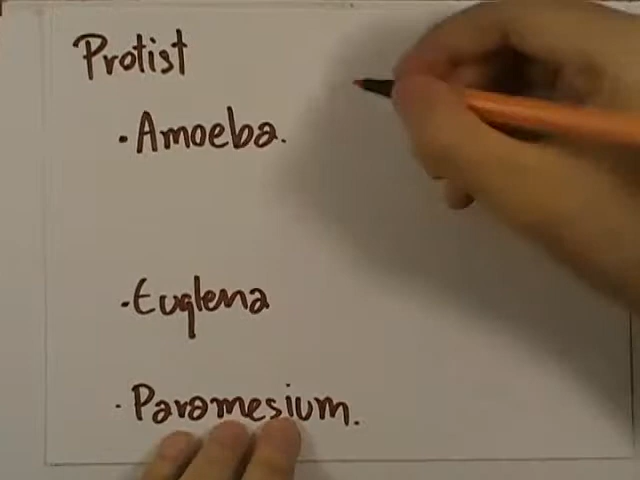 Protist
· Amoeba.
· Euglena
· Paramesium.